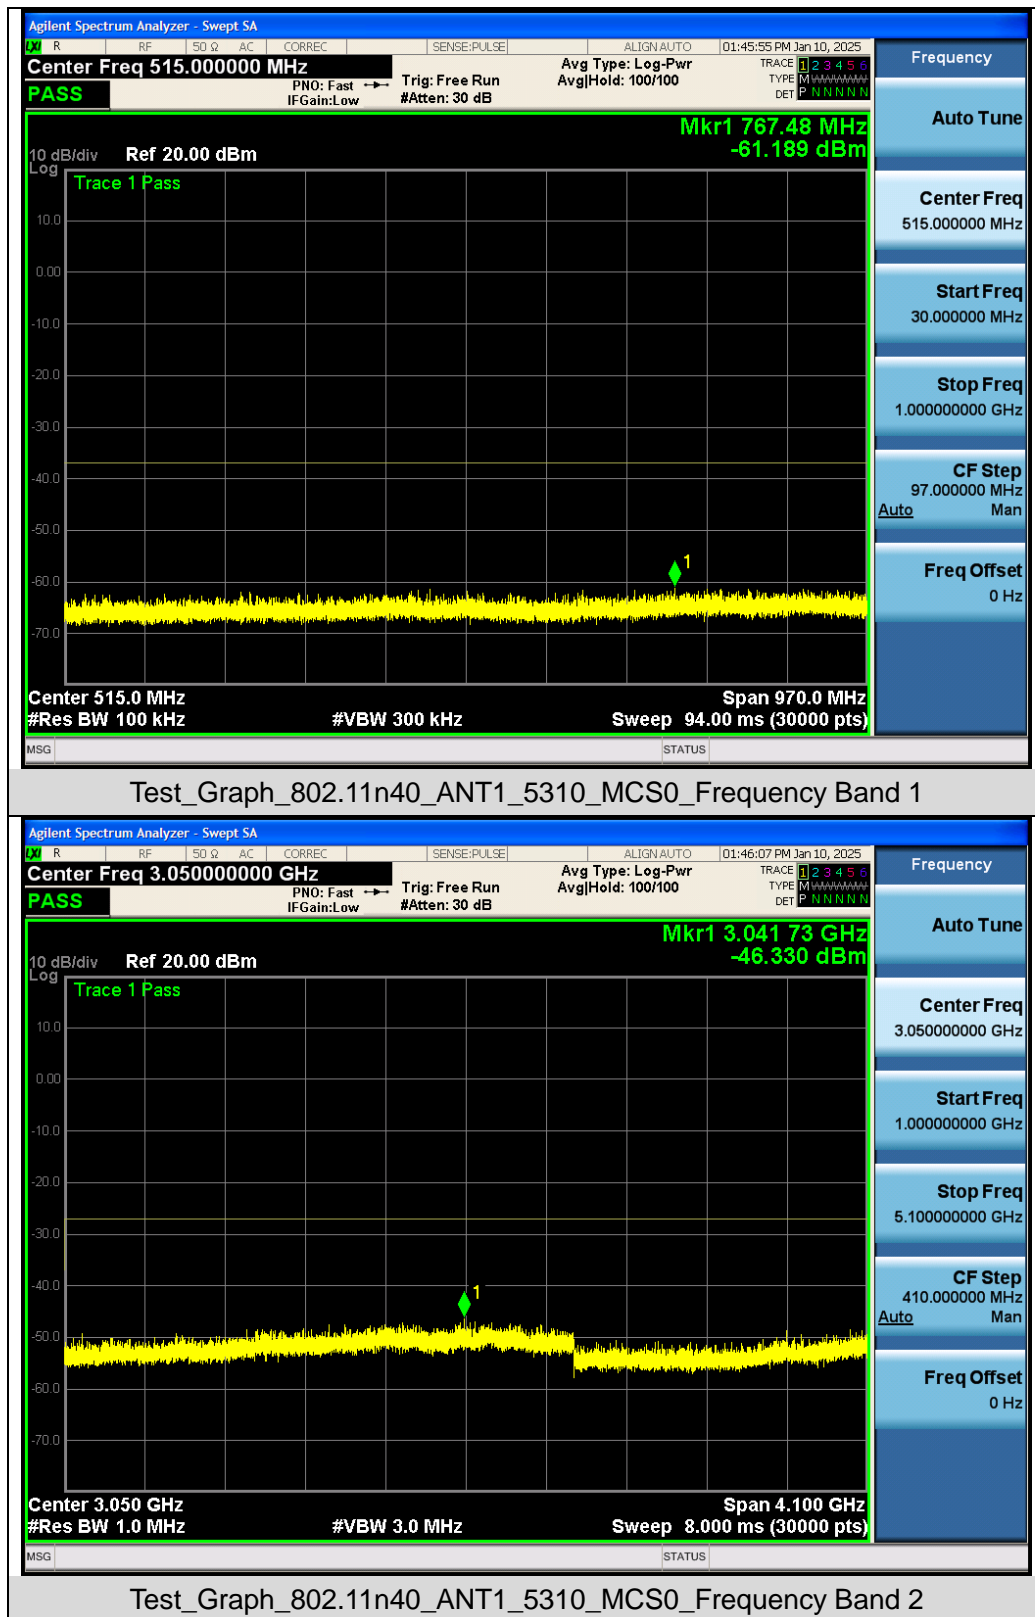 Agilent Spectrum Analyzer - Swept SA
LXI R RF 50 Ω AC CORREC SENSE:PULSE ALIGN AUTO 01:45:55 PM Jan 10, 2025
Center Freq 515.000000 MHz Avg Type: Log-Pwr TRACE 1 2 3 4 5 6
PASS PNO: Fast Trig: Free Run Avg|Hold: 100/100 TYPE M
IFGain:Low #Atten: 30 dB DET P N N N N N
Mkr1 767.48 MHz
-61.189 dBm
10 dB/div Ref 20.00 dBm
Log
Trace 1 Pass
10.0
0.00
-10.0
-20.0
-30.0
-40.0
-50.0
1
-60.0
-70.0
Center 515.0 MHz Span 970.0 MHz
#Res BW 100 kHz #VBW 300 kHz Sweep 94.00 ms (30000 pts)
MSG STATUS
Frequency
Auto Tune
Center Freq
515.000000 MHz
Start Freq
30.000000 MHz
Stop Freq
1.000000000 GHz
CF Step
97.000000 MHz
Auto Man
Freq Offset
0 Hz
Test_Graph_802.11n40_ANT1_5310_MCS0_Frequency Band 1
Agilent Spectrum Analyzer - Swept SA
LXI R RF 50 Ω AC CORREC SENSE:PULSE ALIGN AUTO 01:46:07 PM Jan 10, 2025
Center Freq 3.050000000 GHz Avg Type: Log-Pwr TRACE 1 2 3 4 5 6
PASS PNO: Fast Trig: Free Run Avg|Hold: 100/100 TYPE M
IFGain:Low #Atten: 30 dB DET P N N N N N
Mkr1 3.041 73 GHz
-46.330 dBm
10 dB/div Ref 20.00 dBm
Log
Trace 1 Pass
10.0
0.00
-10.0
-20.0
-30.0
-40.0
1
-50.0
-60.0
-70.0
Center 3.050 GHz Span 4.100 GHz
#Res BW 1.0 MHz #VBW 3.0 MHz Sweep 8.000 ms (30000 pts)
MSG STATUS
Frequency
Auto Tune
Center Freq
3.050000000 GHz
Start Freq
1.000000000 GHz
Stop Freq
5.100000000 GHz
CF Step
410.000000 MHz
Auto Man
Freq Offset
0 Hz
Test_Graph_802.11n40_ANT1_5310_MCS0_Frequency Band 2